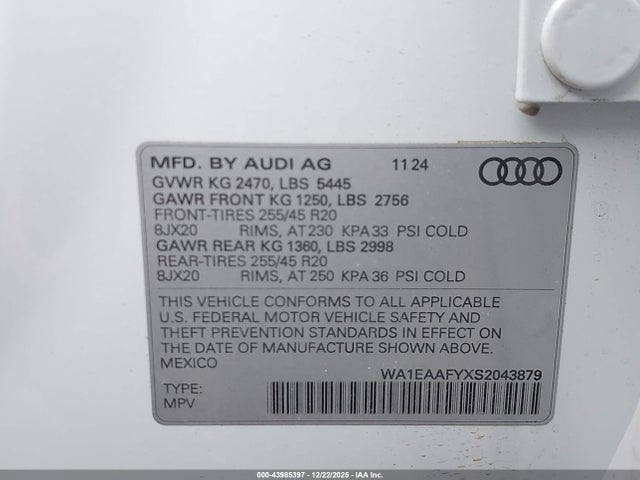 MFD. BY AUDI AG 11 24
GVWR KG 2470, LBS 5445
GAWR FRONT KG 1250, LBS 2756
FRONT-TIRES 255/45 R20
8JX20 RIMS, AT 230 KPA 33 PSI COLD
GAWR REAR KG 1360, LBS 2998
REAR-TIRES 255/45 R20
8JX20 RIMS, AT 250 KPA 36 PSI COLD
THIS VEHICLE CONFORMS TO ALL APPLICABLE
U.S. FEDERAL MOTOR VEHICLE SAFETY AND
THEFT PREVENTION STANDARDS IN EFFECT ON
THE DATE OF MANUFACTURE SHOWN ABOVE.
MEXICO
WA1EAAFYXS2043879
TYPE:
MPV
000-43985397 - 12/22/2025 - IAA Inc.